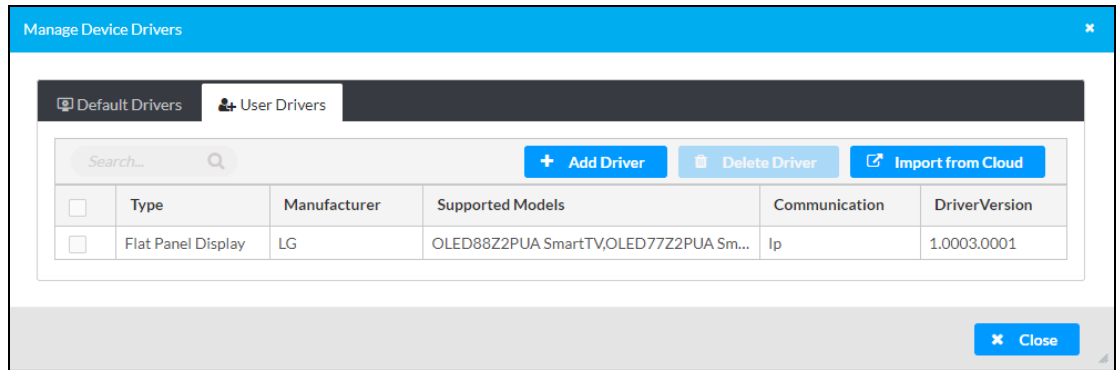 Manage Device Drivers
Default Drivers User Drivers
Search... Add Driver Delete Driver Import from Cloud
Type Manufacturer Supported Models Communication DriverVersion
Flat Panel Display LG OLED88Z2PUA SmartTV,OLED77Z2PUA Sm... Ip 1.0003.0001
Close